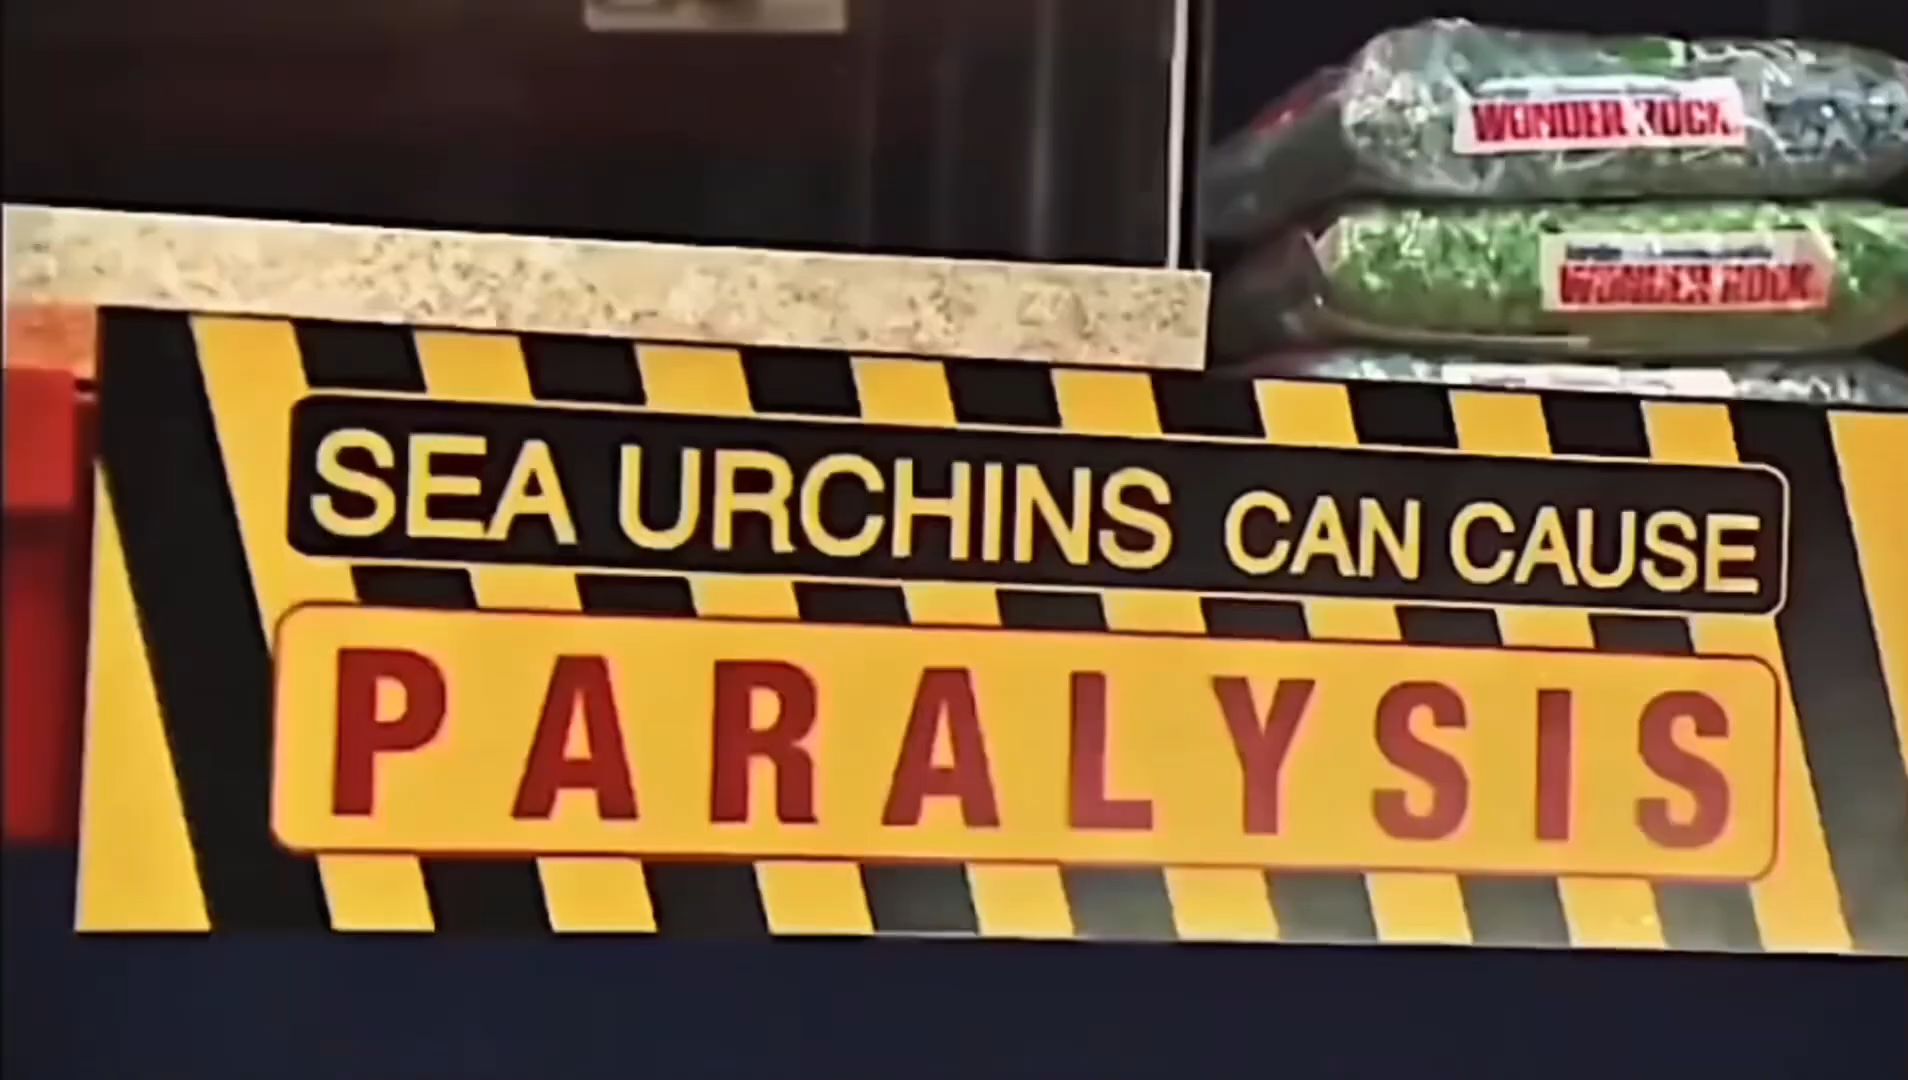 WONDER ROCK
WONDER ROCK
SEA URCHINS CAN CAUSE
PARALYSIS